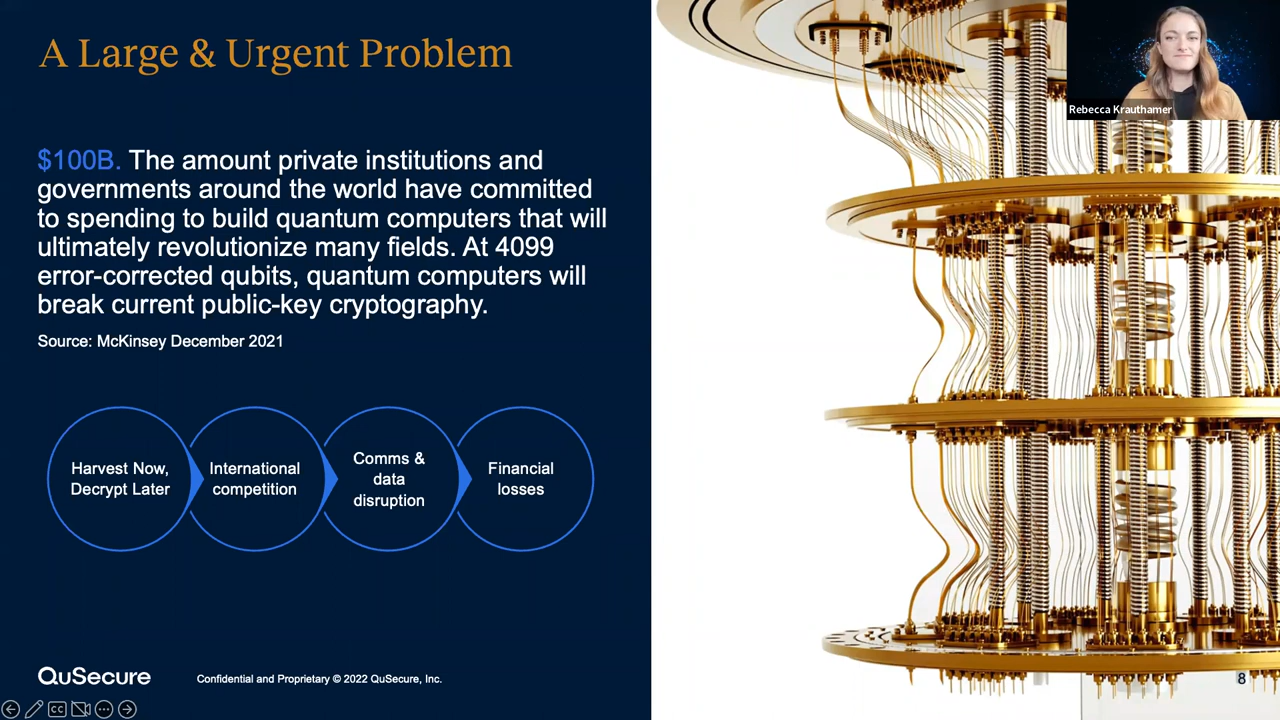 A Large & Urgent Problem
$100B. The amount private institutions and
governments around the world have committed
to spending to build quantum computers that will
ultimately revolutionize many fields. At 4099
error-corrected qubits, quantum computers will
break current public-key cryptography.
Source: McKinsey December 2021
Harvest Now,
Decrypt Later
International
competition
Comms &
data
disruption
Financial
losses
QuSecure
Confidential and Proprietary © 2022 QuSecure, Inc.
CC
Rebecca Krauthamer
8